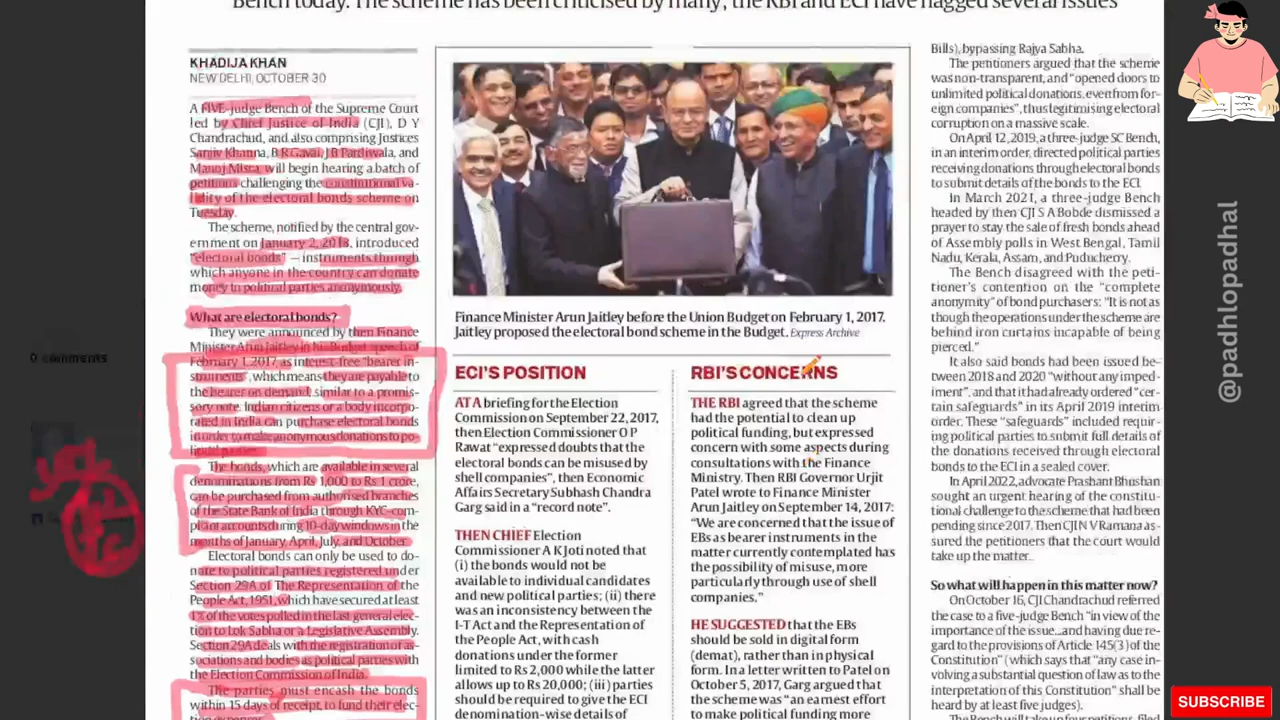 Bench today. The scheme has been criticised by many; the RBI and ECI have flagged several issues
KHADIJA KHAN
NEW DELHI, OCTOBER 30
A FIVE-judge Bench of the Supreme Court
led by Chief Justice of India (CJI), D Y
Chandrachud, and also comprising Justices
Sanjiv Khanna, B R Gavai, J B Pardiwala, and
Manoj Misra, will begin hearing a batch of
petitions challenging the constitutional va-
lidity of the electoral bonds scheme on
Tuesday.
The scheme, notified by the central gov-
ernment on January 2, 2018, introduced
"electoral bonds" — instruments through
which anyone in the country can donate
money to political parties anonymously.
What are electoral bonds?
They were announced by then Finance
Minister Arun Jaitley in his Budget speech of
February 1, 2017, as interest-free "bearer in-
struments", which means they are payable to
the bearer on demand, similar to a promis-
sory note. Indian citizens or a body incorpo-
rated in India can purchase electoral bonds
in order to make anonymous donations to po-
litical parties.
The bonds, which are available in several
denominations from Rs 1,000 to Rs 1 crore,
can be purchased from authorised branches
of the State Bank of India through KYC-com-
pliant accounts during 10-day windows in the
months of January, April, July, and October.
Electoral bonds can only be used to do-
nate to political parties registered under
Section 29A of The Representation of the
People Act, 1951, which have secured at least
1% of the votes polled in the last general elec-
tion to Lok Sabha or a Legislative Assembly.
Section 29A deals with the registration of as-
sociations and bodies as political parties with
the Election Commission of India.
The parties must encash the bonds
within 15 days of receipt, to fund their elec-
Finance Minister Arun Jaitley before the Union Budget on February 1, 2017.
Jaitley proposed the electoral bond scheme in the Budget. Express Archive
ECI'S POSITION
AT A briefing for the Election
Commission on September 22, 2017,
then Election Commissioner O P
Rawat "expressed doubts that the
electoral bonds can be misused by
shell companies", then Economic
Affairs Secretary Subhash Chandra
Garg said in a "record note".
THEN CHIEF Election
Commissioner A K Joti noted that
(i) the bonds would not be
available to individual candidates
and new political parties; (ii) there
was an inconsistency between the
I-T Act and the Representation of
the People Act, with cash
donations under the former
limited to Rs 2,000 while the latter
allows up to Rs 20,000; (iii) parties
should be required to give the ECI
denomination-wise details of
RBI'S CONCERNS
THE RBI agreed that the scheme
had the potential to clean up
political funding, but expressed
concern with some aspects during
consultations with the Finance
Ministry. Then RBI Governor Urjit
Patel wrote to Finance Minister
Arun Jaitley on September 14, 2017:
"We are concerned that the issue of
EBs as bearer instruments in the
matter currently contemplated has
the possibility of misuse, more
particularly through use of shell
companies."
HE SUGGESTED that the EBs
should be sold in digital form
(demat), rather than in physical
form. In a letter written to Patel on
October 5, 2017, Garg argued that
the scheme was "an earnest effort
to make political funding more
Bills), bypassing Rajya Sabha.
The petitioners argued that the scheme
was non-transparent, and "opened doors to
unlimited political donations, even from for-
eign companies", thus legitimising electoral
corruption on a massive scale.
On April 12, 2019, a three-judge SC Bench,
in an interim order, directed political parties
receiving donations through electoral bonds
to submit details of the bonds to the ECI.
In March 2021, a three-judge Bench
headed by then CJI S A Bobde dismissed a
prayer to stay the sale of fresh bonds ahead
of Assembly polls in West Bengal, Tamil
Nadu, Kerala, Assam, and Puducherry.
The Bench disagreed with the peti-
tioner's contention on the "complete
anonymity" of bond purchasers: "It is not as
though the operations under the scheme are
behind iron curtains incapable of being
pierced."
It also said bonds had been issued be-
tween 2018 and 2020 "without any imped-
iment", and that it had already ordered "cer-
tain safeguards" in its April 2019 interim
order. These "safeguards" included requir-
ing political parties to submit full details of
the donations received through electoral
bonds to the ECI in a sealed cover.
In April 2022, advocate Prashant Bhushan
sought an urgent hearing of the constitu-
tional challenge to the scheme that had been
pending since 2017. Then CJI N V Ramana as-
sured the petitioners that the court would
take up the matter.
So what will happen in this matter now?
On October 16, CJI Chandrachud referred
the case to a five-judge Bench "in view of the
importance of the issue...and having due re-
gard to the provisions of Article 145(3) of the
Constitution" (which says that "any case in-
volving a substantial question of law as to the
interpretation of this Constitution" shall be
heard by at least five judges).
The Bench will take up four petitions, filed
0 comments
@padhlopadhal
SUBSCRIBE